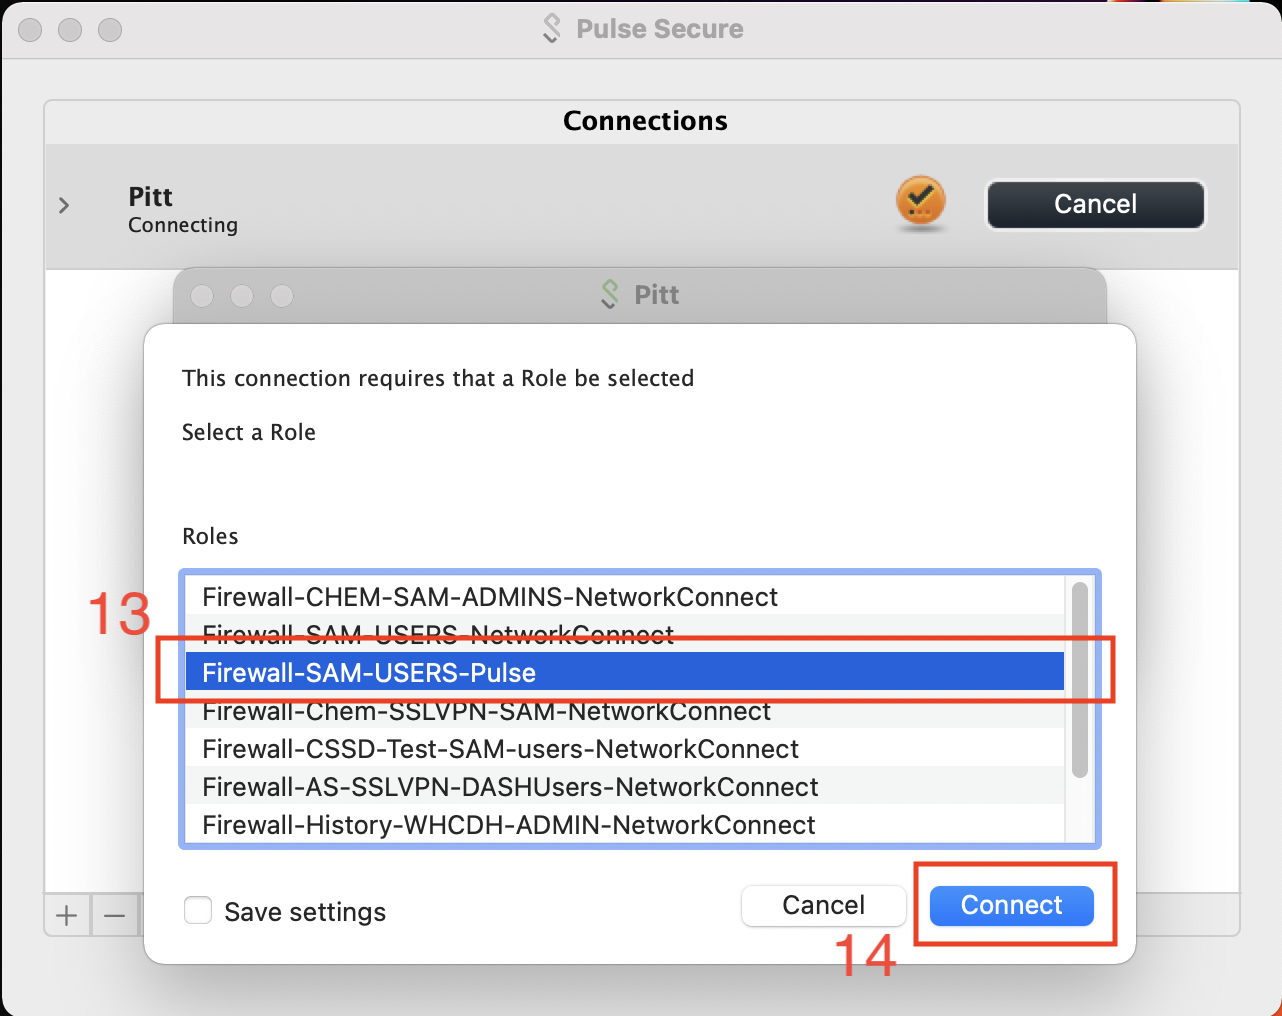 Pulse Secure
Connections
Pitt
Connecting
Cancel
Pitt
This connection requires that a Role be selected
Select a Role
Roles
13
Firewall-CHEM-SAM-ADMINS-NetworkConnect
Firewall-SAM-USERS-NetworkConnect
Firewall-SAM-USERS-Pulse
Firewall-Chem-SSLVPN-SAM-NetworkConnect
Firewall-CSSD-Test-SAM-users-NetworkConnect
Firewall-AS-SSLVPN-DASHUsers-NetworkConnect
Firewall-History-WHCDH-ADMIN-NetworkConnect
Save settings
Cancel
Connect
14